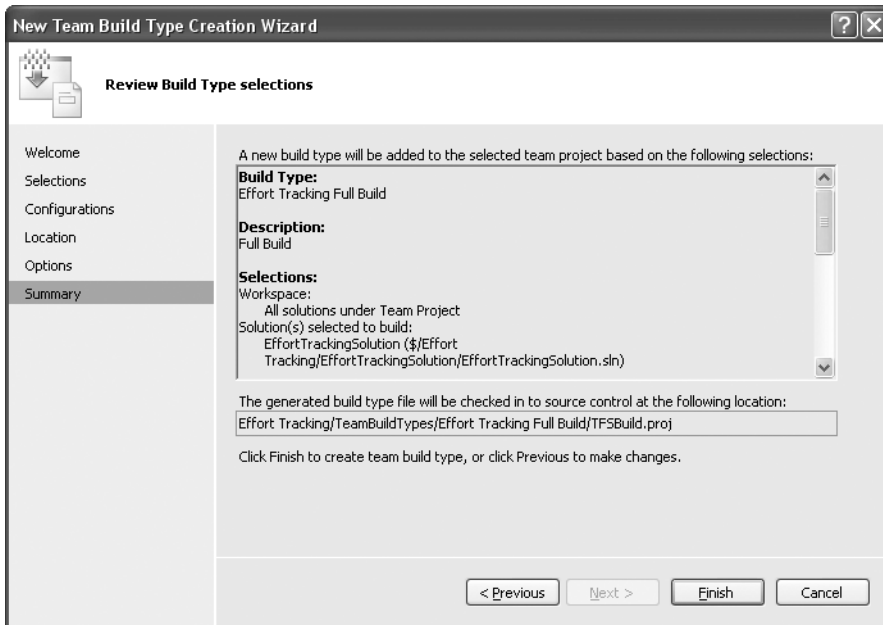 New Team Build Type Creation Wizard
Review Build Type selections
Welcome
Selections
Configurations
Location
Options
Summary
A new build type will be added to the selected team project based on the following selections:
Build Type:
Effort Tracking Full Build
Description:
Full Build
Selections:
Workspace:
All solutions under Team Project
Solution(s) selected to build:
EffortTrackingSolution ($/Effort
Tracking/EffortTrackingSolution/EffortTrackingSolution.sln)
The generated build type file will be checked in to source control at the following location:
Effort Tracking/TeamBuildTypes/Effort Tracking Full Build/TFSBuild.proj
Click Finish to create team build type, or click Previous to make changes.
< Previous
Next >
Finish
Cancel